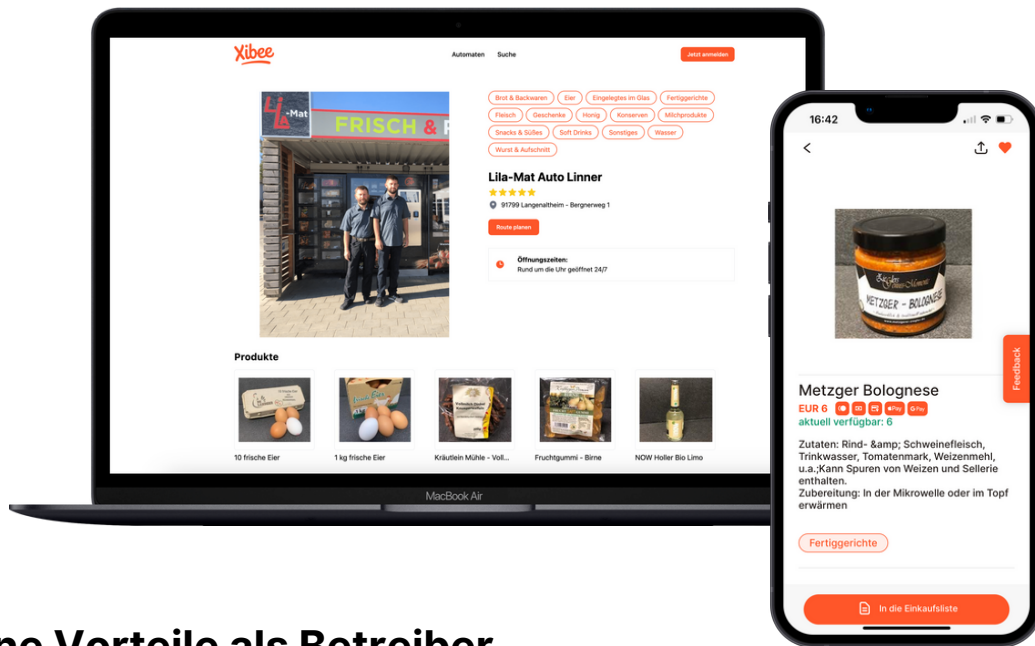 Xibee
Automaten
Suche
Jetzt anmelden
Lila-Mat
FRISCH &
Brot & Backwaren
Eier
Eingelegtes im Glas
Fertiggerichte
Fleisch
Geschenke
Honig
Konserven
Milchprodukte
Snacks & Süßes
Soft Drinks
Sonstiges
Wasser
Wurst & Aufschnitt
Lila-Mat Auto Linner
91799 Langenaltheim - Bergnerweg 1
Route planen
Öffnungszeiten:
Rund um die Uhr geöffnet 24/7
Produkte
10 frische Eier
1 kg frische Eier
Kräutlein Mühle - Voll...
Fruchtgummi - Birne
NOW Holler Bio Limo
MacBook Air
16:42
METZGER - BOLOGNESE
Feedback
Metzger Bolognese
EUR 6
Pay
G Pay
aktuell verfügbar: 6
Zutaten: Rind- &amp; Schweinefleisch,
Trinkwasser, Tomatenmark, Weizenmehl,
u.a.;Kann Spuren von Weizen und Sellerie
enthalten.
Zubereitung: In der Mikrowelle oder im Topf
erwärmen
Fertiggerichte
In die Einkaufsliste
ne Vorteile als Betreiber